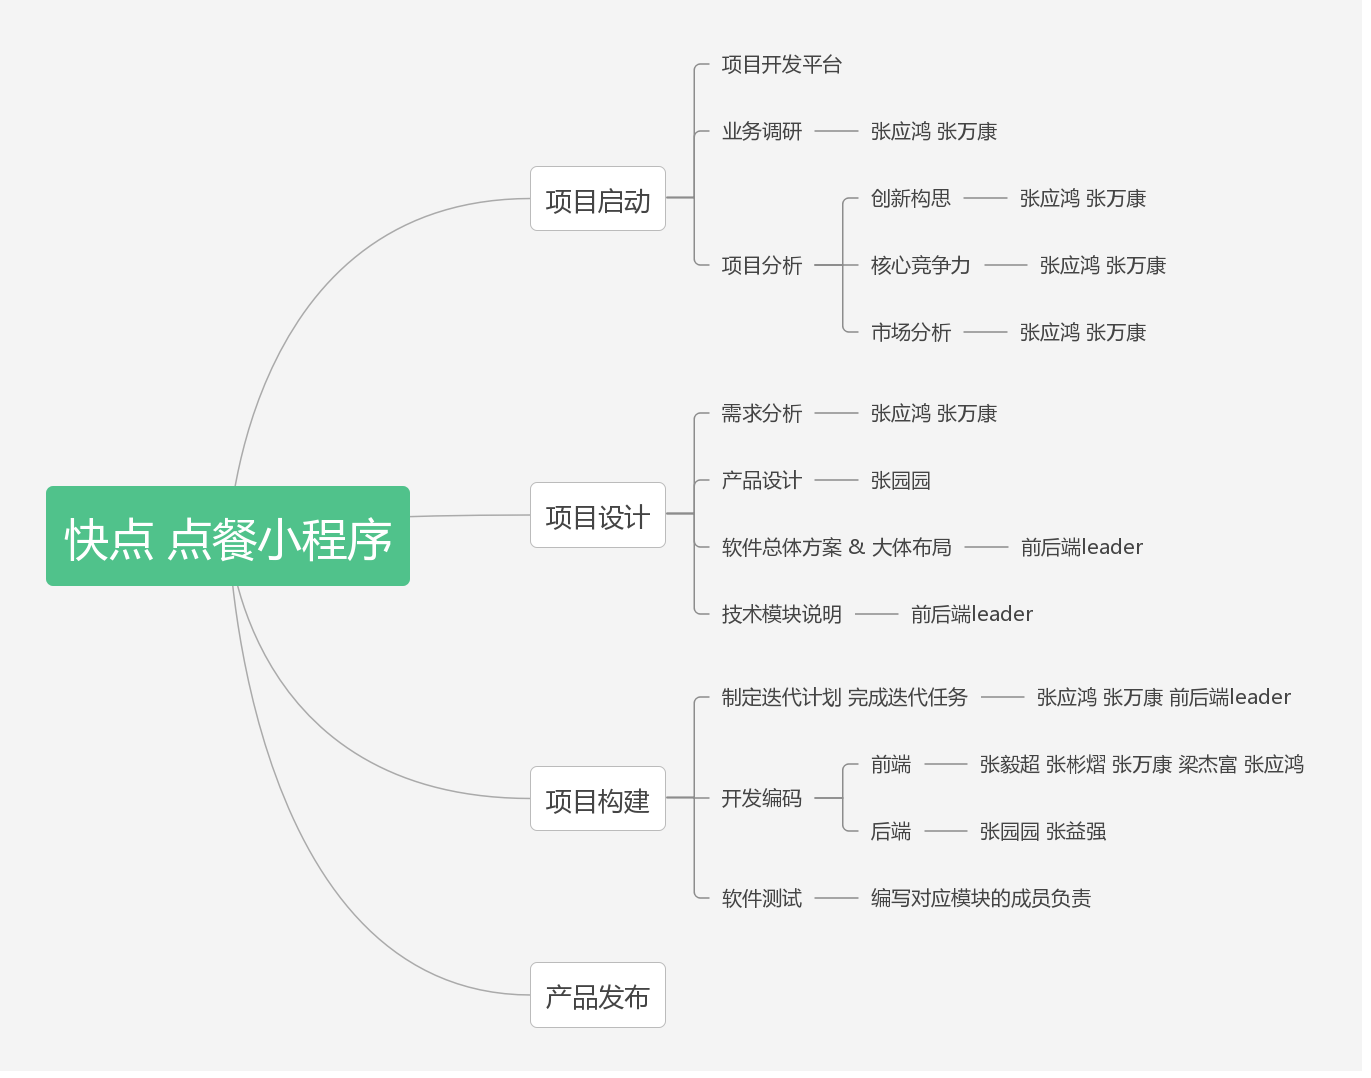 快点 点餐小程序
项目启动
项目开发平台
业务调研
张应鸿 张万康
项目分析
创新构思
张应鸿 张万康
核心竞争力
张应鸿 张万康
市场分析
张应鸿 张万康
项目设计
需求分析
张应鸿 张万康
产品设计
张园园
软件总体方案 & 大体布局
前后端leader
技术模块说明
前后端leader
项目构建
制定迭代计划 完成迭代任务
张应鸿 张万康 前后端leader
开发编码
前端
张毅超 张彬熠 张万康 梁杰富 张应鸿
后端
张园园 张益强
软件测试
编写对应模块的成员负责
产品发布